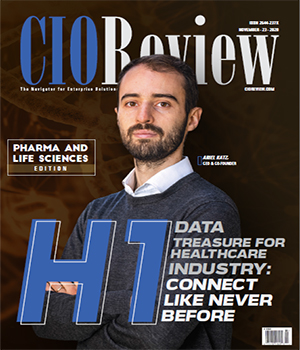 CIOReview
The Navigator for Enterprise Solutions
ISSN 2644-237X
NOVEMBER - 23 - 2020
CIOREVIEW.COM
PHARMA AND
LIFE SCIENCES
EDITION
ARIEL KATZ,
CEO & CO-FOUNDER
H1
DATA
TREASURE FOR
HEALTHCARE
INDUSTRY:
CONNECT
LIKE NEVER
BEFORE